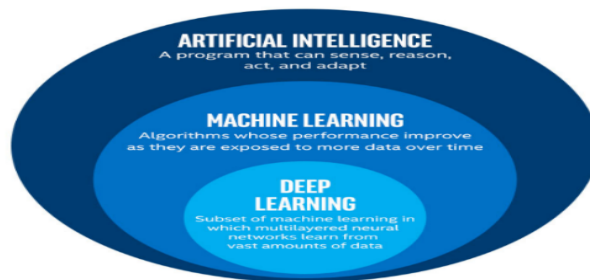 ARTIFICIAL INTELLIGENCE
A program that can sense, reason,
act, and adapt
MACHINE LEARNING
Algorithms whose performance improve
as they are exposed to more data over time
DEEP
LEARNING
Subset of machine learning in
which multilayered neural
networks learn from
vast amounts of data